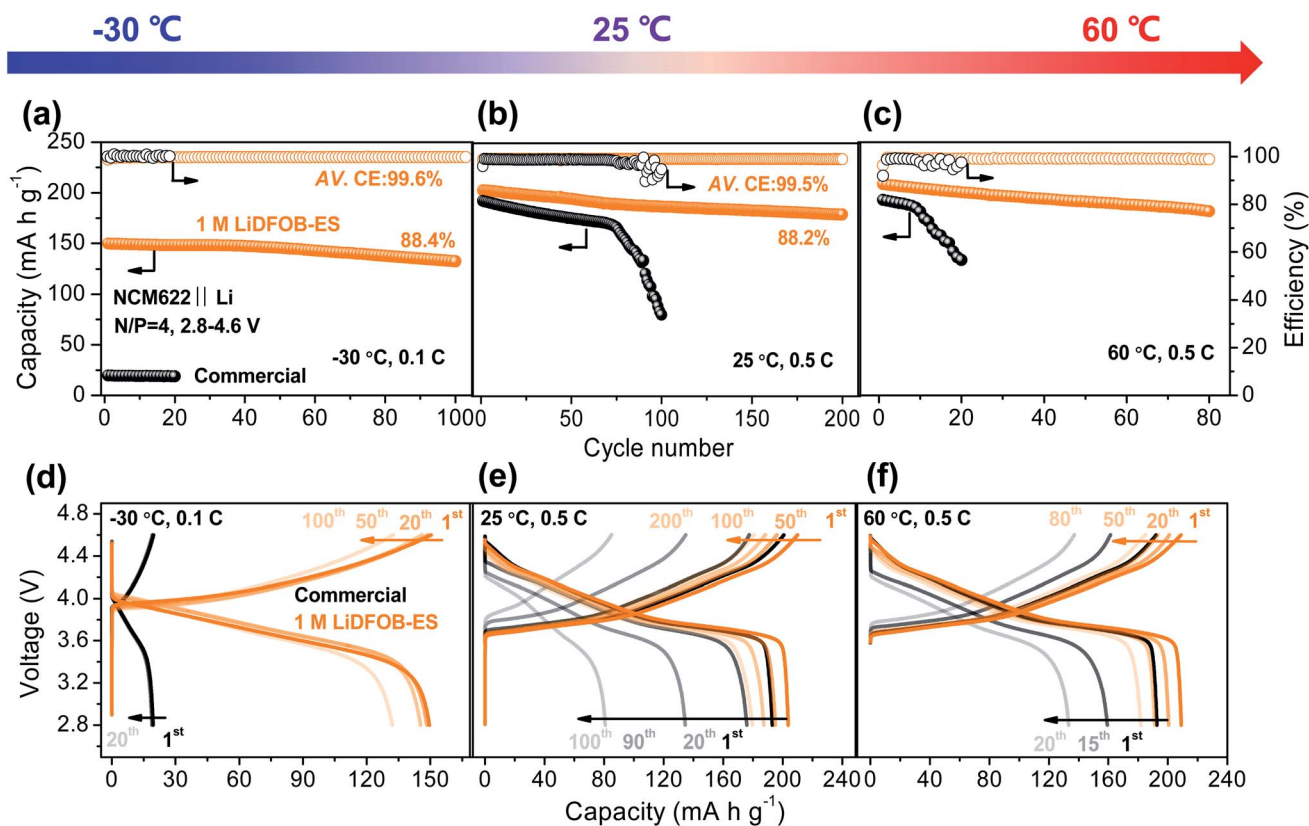 -30 ℃ 25 ℃ 60 ℃
(a) (b) (c)
250
200
150
100
75
50
25
0
Capacity (mA h g⁻¹)
AV. CE:99.6%
1 M LiDFOB-ES
88.4%
NCM622 || Li
N/P=4, 2.8-4.6 V
-30 °C, 0.1 C
Commercial
0 20 40 60 80 100
AV. CE:99.5%
88.2%
25 °C, 0.5 C
50 100 150 200
60 °C, 0.5 C
0 20 40 60 80
100
80
60
40
20
0
Efficiency (%)
Cycle number
(d) (e) (f)
4.8
4.4
4.0
3.6
3.2
2.8
Voltage (V)
-30 °C, 0.1 C
100th 50th 20th 1st
Commercial
1 M LiDFOB-ES
20th 1st
0 30 60 90 120 150
25 °C, 0.5 C
200th 100th 50th 1st
100th 90th 20th 1st
0 40 80 120 160 200 240
60 °C, 0.5 C
80th 50th 20th 1st
20th 15th 1st
0 40 80 120 160 200 240
Capacity (mA h g⁻¹)